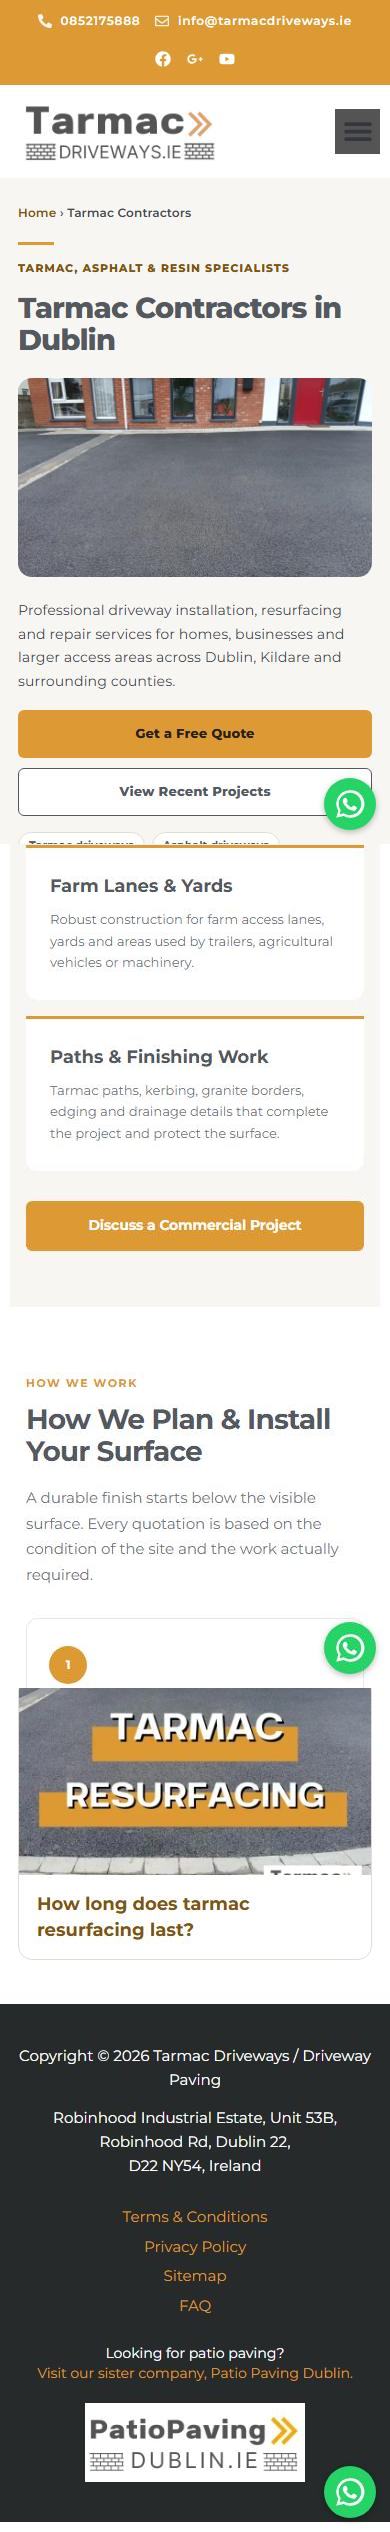 0852175888 info@tarmacdriveways.ie
Tarmac
DRIVEWAYS.IE
Home › Tarmac Contractors
TARMAC, ASPHALT & RESIN SPECIALISTS
Tarmac Contractors in
Dublin
Professional driveway installation, resurfacing
and repair services for homes, businesses and
larger access areas across Dublin, Kildare and
surrounding counties.
Get a Free Quote
View Recent Projects
Tarmac driveways Asphalt driveways
Farm Lanes & Yards
Robust construction for farm access lanes,
yards and areas used by trailers, agricultural
vehicles or machinery.
Paths & Finishing Work
Tarmac paths, kerbing, granite borders,
edging and drainage details that complete
the project and protect the surface.
Discuss a Commercial Project
HOW WE WORK
How We Plan & Install
Your Surface
A durable finish starts below the visible
surface. Every quotation is based on the
condition of the site and the work actually
required.
1
TARMAC
RESURFACING
Tarmac
How long does tarmac
resurfacing last?
Copyright © 2026 Tarmac Driveways / Driveway
Paving
Robinhood Industrial Estate, Unit 53B,
Robinhood Rd, Dublin 22,
D22 NY54, Ireland
Terms & Conditions
Privacy Policy
Sitemap
FAQ
Looking for patio paving?
Visit our sister company, Patio Paving Dublin.
PatioPaving
DUBLIN.IE